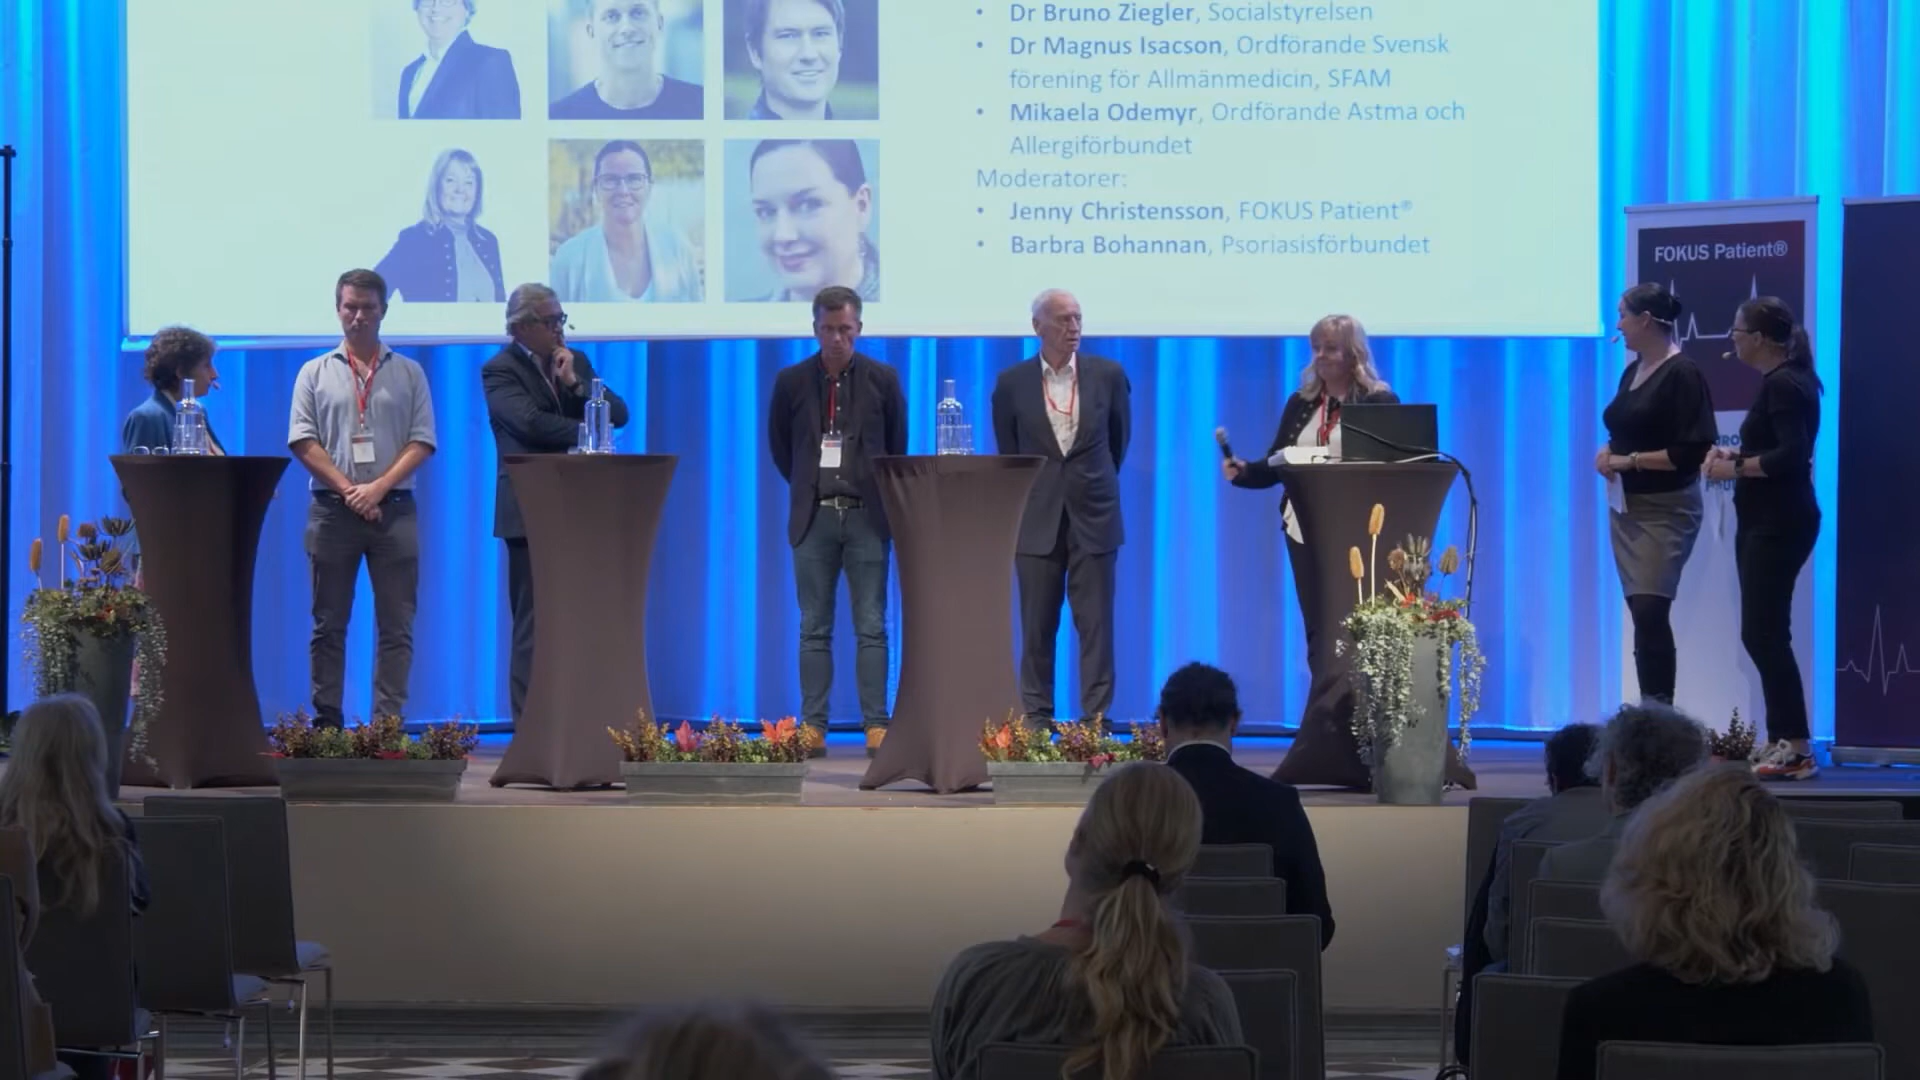 • Dr Bruno Ziegler, Socialstyrelsen
• Dr Magnus Isacson, Ordförande Svensk
förening för Allmänmedicin, SFAM
• Mikaela Odemyr, Ordförande Astma och
Allergiförbundet
Moderatorer:
• Jenny Christensson, FOKUS Patient®
• Barbra Bohannan, Psoriasisförbundet
FOKUS Patient®